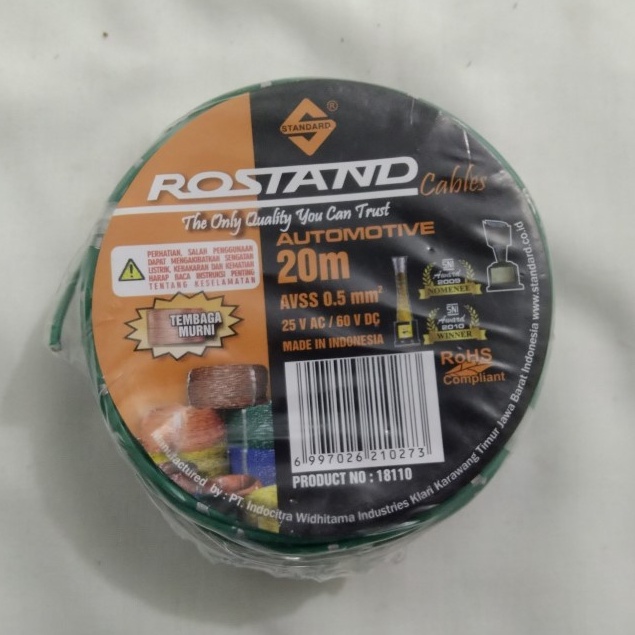 STANDARD
®
ROSTAND Cables
The Only Quality You Can Trust
AUTOMOTIVE
20m
AVSS 0.5 mm²
25 V AC / 60 V DC
MADE IN INDONESIA
PERHATIAN, SALAH PENGGUNAAN
DAPAT MENGAKIBATKAN SENGATAN
LISTRIK, KEBAKARAN DAN KEMATIAN
HARAP BACA INSTRUKSI PENTING
TENTANG KESELAMATAN
TEMBAGA
MURNI
SNI
Award
2009
NOMINEE
SNI
Award
2010
WINNER
RoHS
Compliant
6 997026 210273
PRODUCT NO : 18110
manufactured by : PT. Indocitra Widhitama Industries Klari Karawang Timur Jawa Barat Indonesia www.standard.co.id